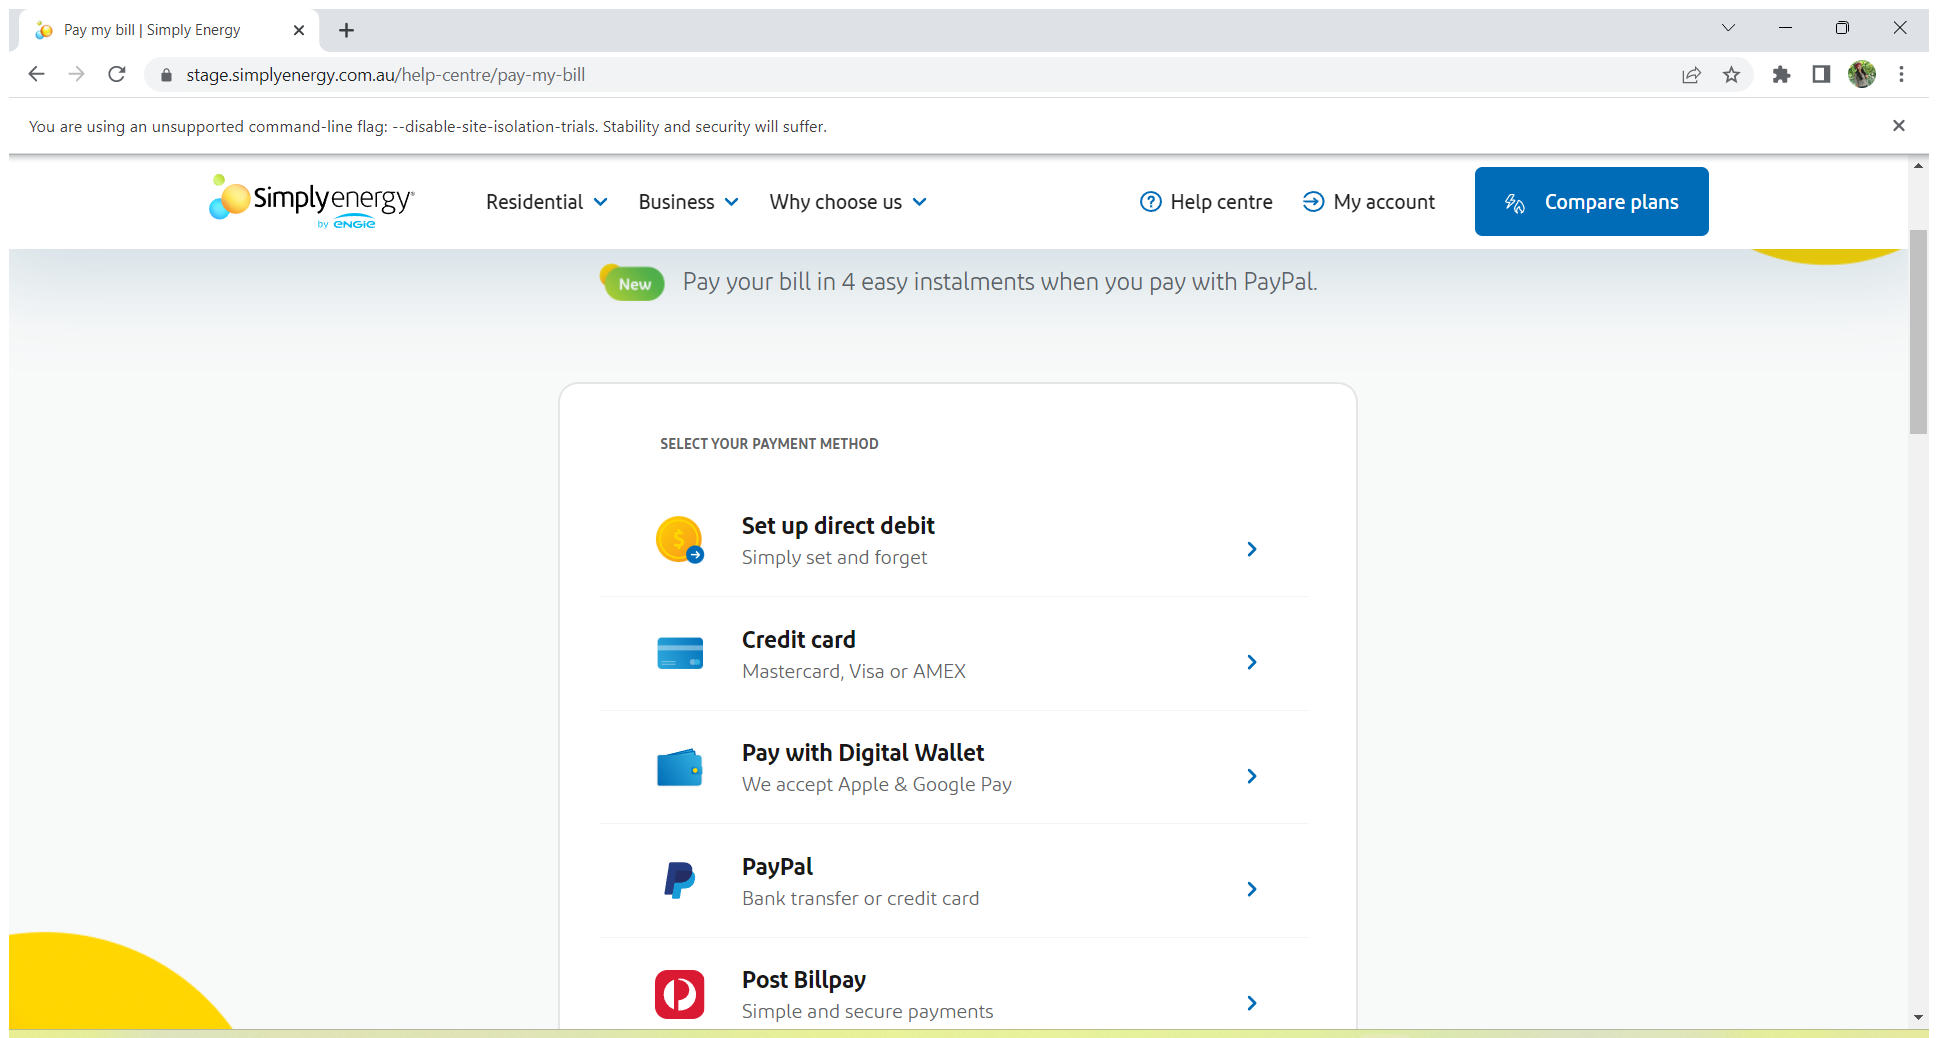 Pay my bill | Simply Energy
stage.simplyenergy.com.au/help-centre/pay-my-bill
You are using an unsupported command-line flag: --disable-site-isolation-trials. Stability and security will suffer.
Simplyenergy
by ENGIE
Residential
Business
Why choose us
Help centre
My account
Compare plans
New
Pay your bill in 4 easy instalments when you pay with PayPal.
SELECT YOUR PAYMENT METHOD
Set up direct debit
Simply set and forget
Credit card
Mastercard, Visa or AMEX
Pay with Digital Wallet
We accept Apple & Google Pay
PayPal
Bank transfer or credit card
Post Billpay
Simple and secure payments